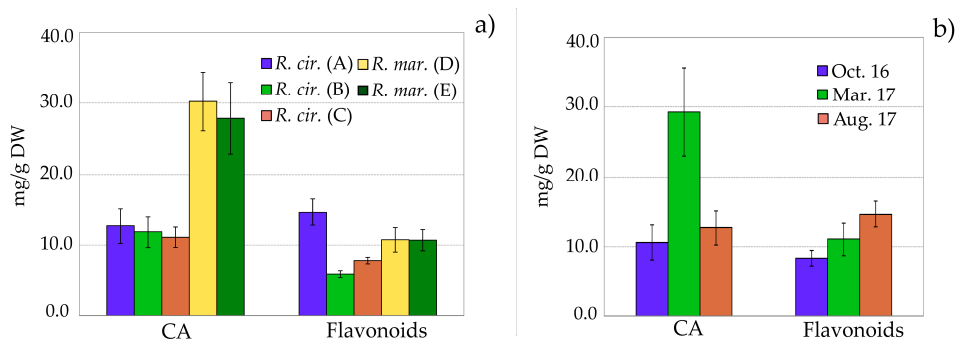 a)
40.0
30.0
20.0
10.0
0.0
mg/g DW
R. cir. (A)
R. mar. (D)
R. cir. (B)
R. mar. (E)
R. cir. (C)
CA
Flavonoids
b)
40.0
30.0
20.0
10.0
0.0
mg/g DW
Oct. 16
Mar. 17
Aug. 17
CA
Flavonoids